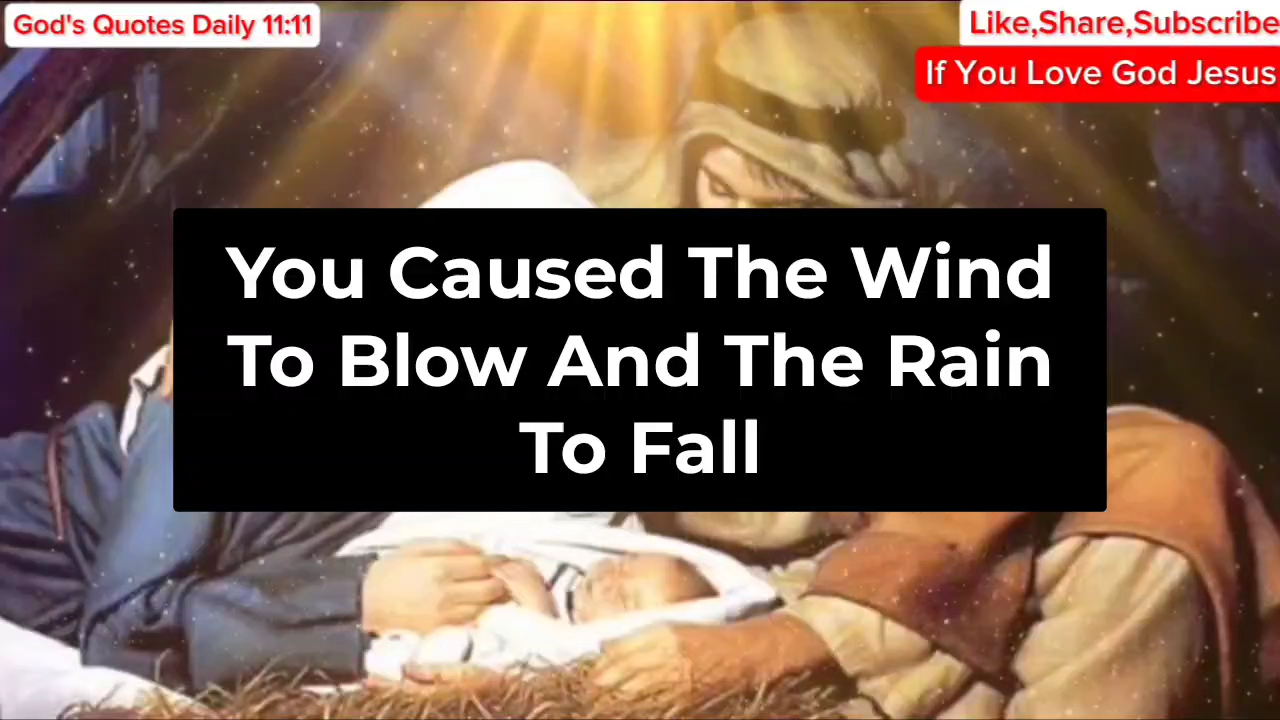 God's Quotes Daily 11:11
Like,Share,Subscribe
If You Love God Jesus
You Caused The Wind
To Blow And The Rain
To Fall